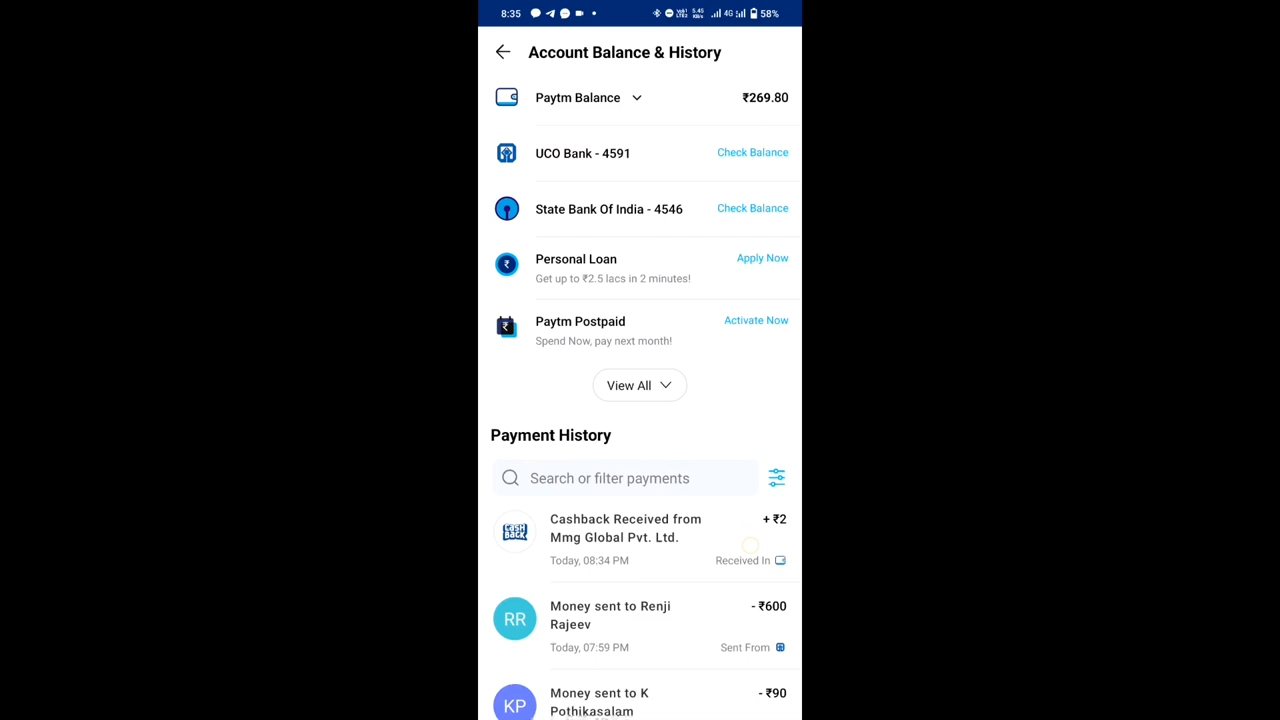 8:35
4G
58%
Account Balance & History
Paytm Balance ₹269.80
UCO Bank - 4591 Check Balance
State Bank Of India - 4546 Check Balance
Personal Loan Apply Now
Get up to ₹2.5 lacs in 2 minutes!
Paytm Postpaid Activate Now
Spend Now, pay next month!
View All
Payment History
Search or filter payments
CASH BACK
Cashback Received from + ₹2
Mmg Global Pvt. Ltd.
Today, 08:34 PM Received In
RR
Money sent to Renji - ₹600
Rajeev
Today, 07:59 PM Sent From
KP
Money sent to K - ₹90
Pothikasalam